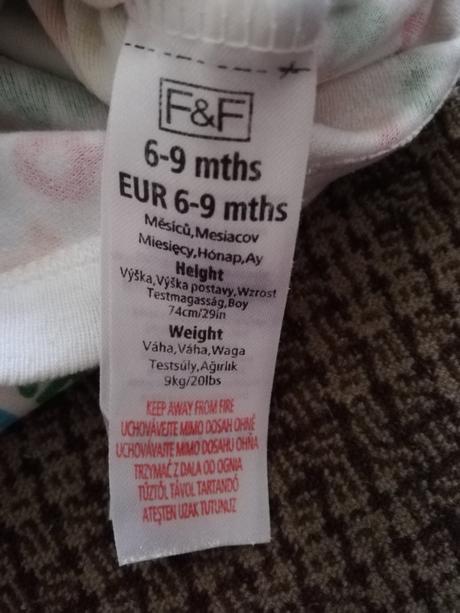 F&F
6-9 mths
EUR 6-9 mths
Měsíců,Mesiacov
Miesięcy,Hónap,Ay
Height
Výška,Výška postavy,Wzrost
Testmagasság,Boy
74cm/29in
Weight
Váha,Váha,Waga
Testsúly,Ağırlık
9kg/20lbs
KEEP AWAY FROM FIRE
UCHOVÁVEJTE MIMO DOSAH OHNĚ
UCHOVÁVAJTE MIMO DOSAHU OHŇA
TRZYMAĆ Z DALA OD OGNIA
TŰZTŐL TÁVOL TARTANDÓ
ATEŞTEN UZAK TUTUNUZ